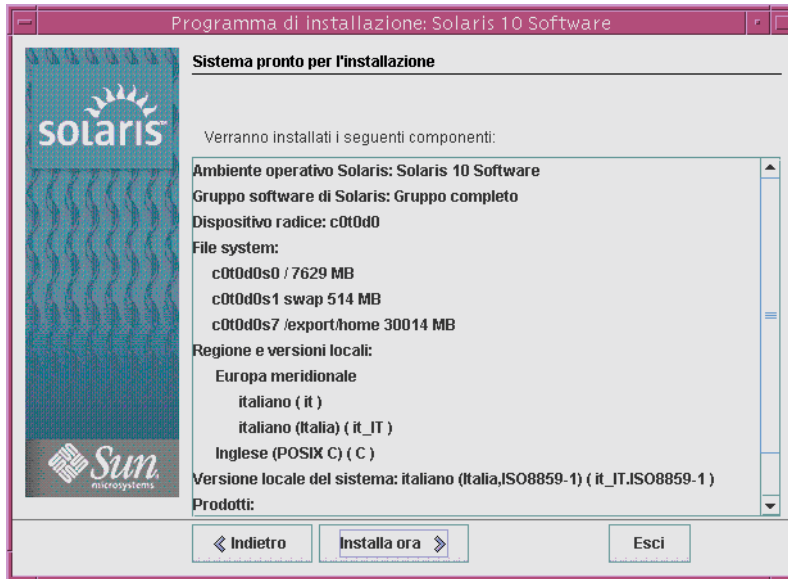 Programma di installazione: Solaris 10 Software
solaris
Sistema pronto per l'installazione
Verranno installati i seguenti componenti:
Ambiente operativo Solaris: Solaris 10 Software
Gruppo software di Solaris: Gruppo completo
Dispositivo radice: c0t0d0
File system:
c0t0d0s0 / 7629 MB
c0t0d0s1 swap 514 MB
c0t0d0s7 /export/home 30014 MB
Regione e versioni locali:
Europa meridionale
italiano ( it )
italiano (Italia) ( it_IT )
Inglese (POSIX C) ( C )
Versione locale del sistema: italiano (Italia,ISO8859-1) ( it_IT.ISO8859-1 )
Prodotti:
Sun
microsystems
Indietro
Installa ora
Esci